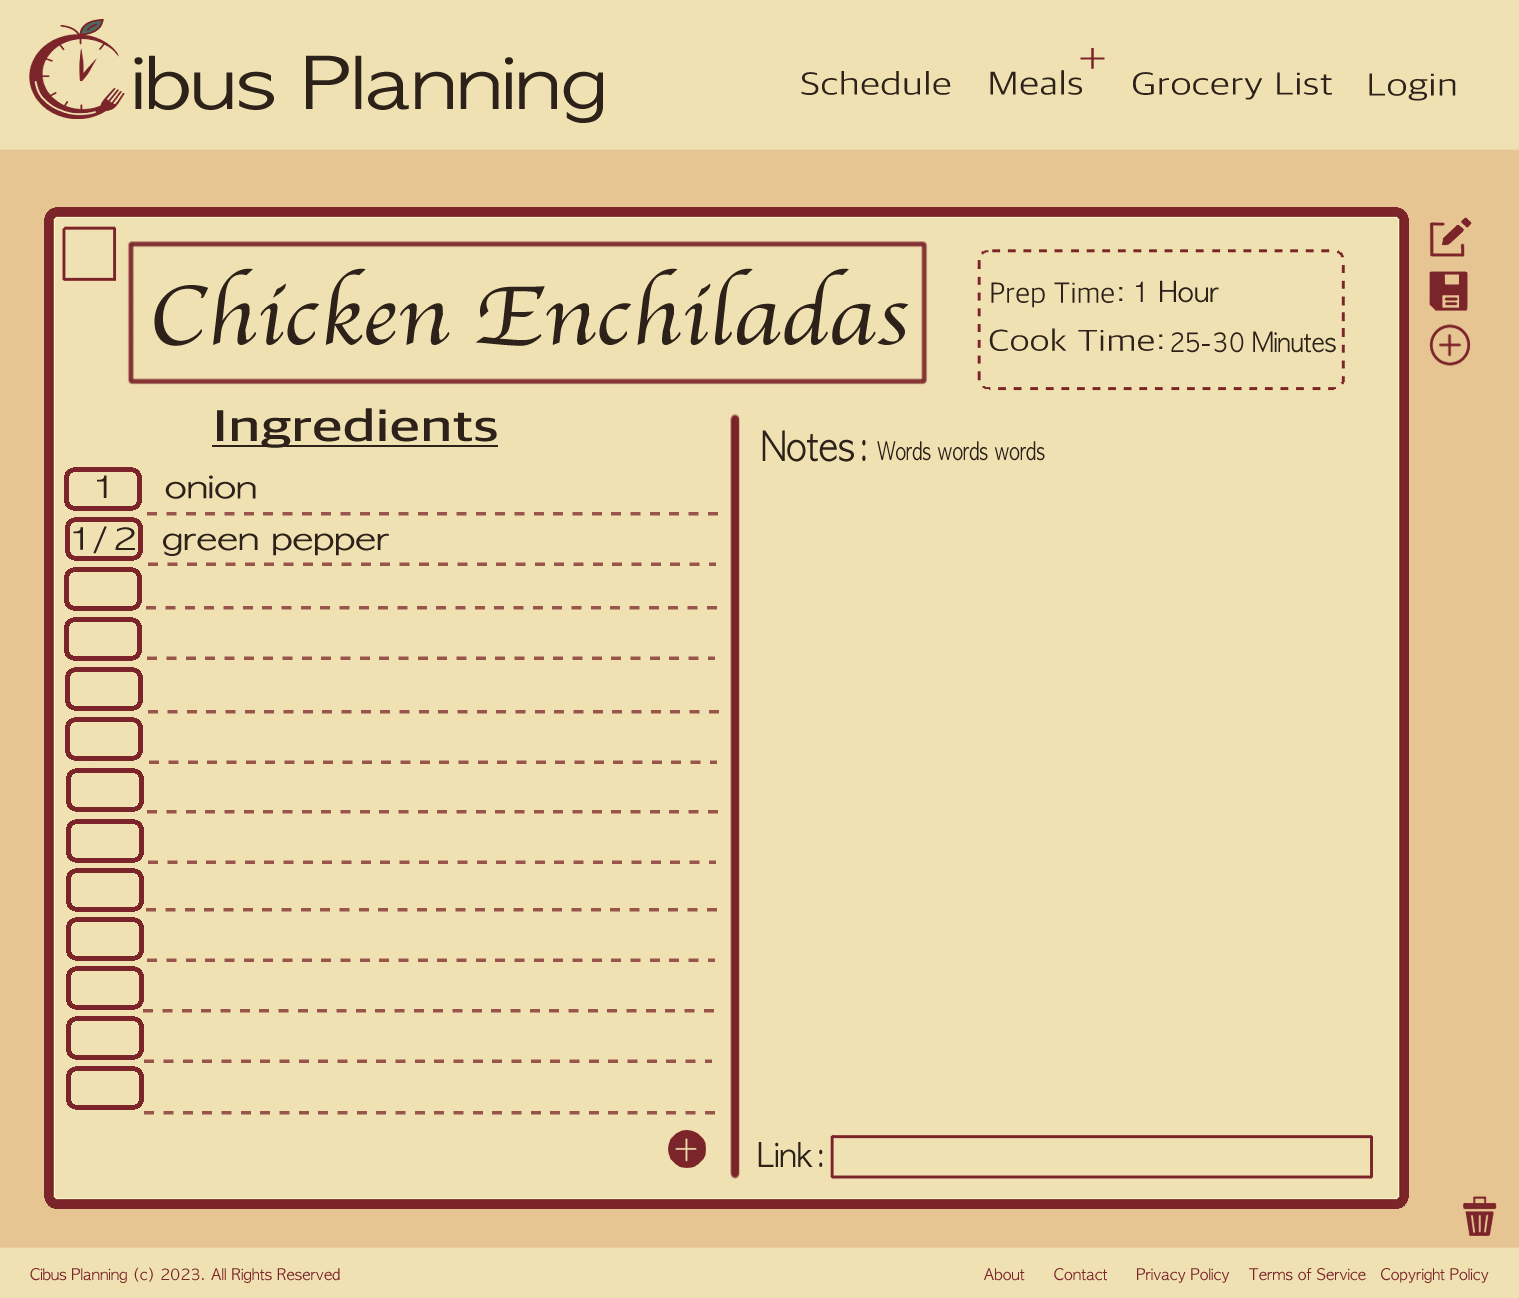 Cibus Planning
Schedule Meals+ Grocery List Login
Chicken Enchiladas
Prep Time: 1 Hour
Cook Time: 25-30 Minutes
Ingredients
1 onion
1/2 green pepper
Notes: Words words words
Link:
Cibus Planning (c) 2023. All Rights Reserved
About Contact Privacy Policy Terms of Service Copyright Policy